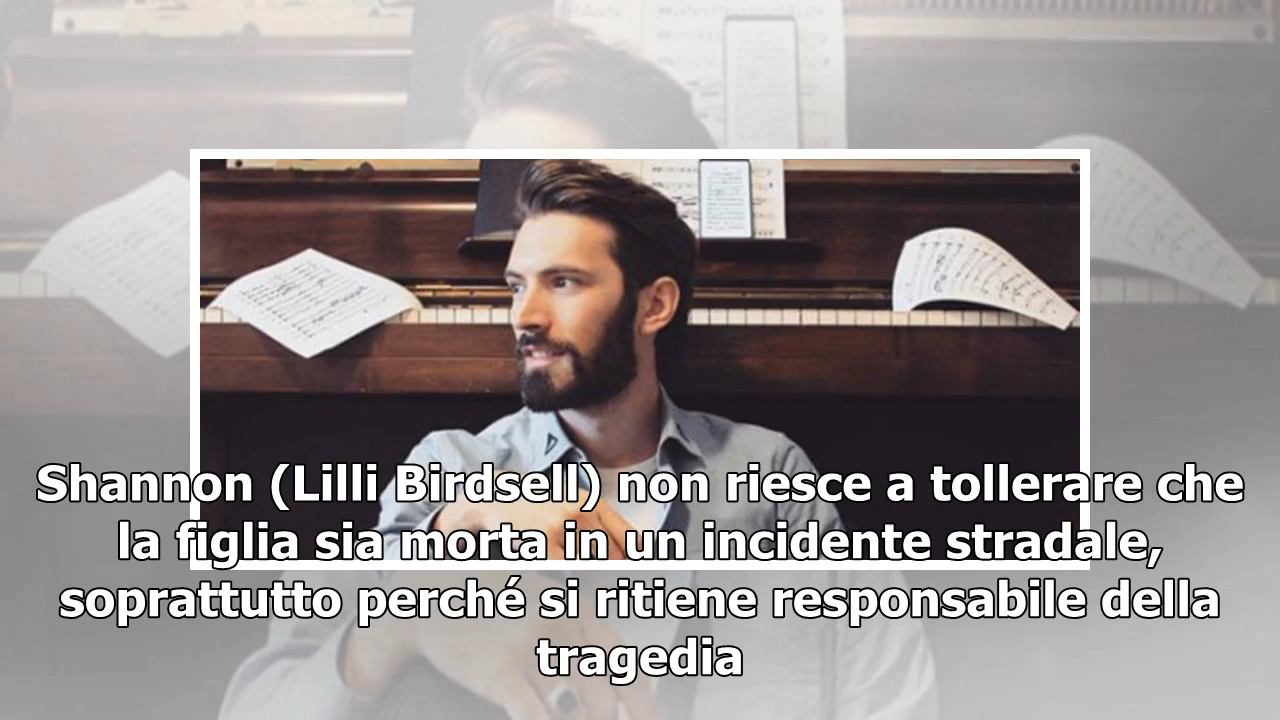 Shannon (Lilli Birdsell) non riesce a tollerare che
la figlia sia morta in un incidente stradale,
soprattutto perché si ritiene responsabile della
tragedia